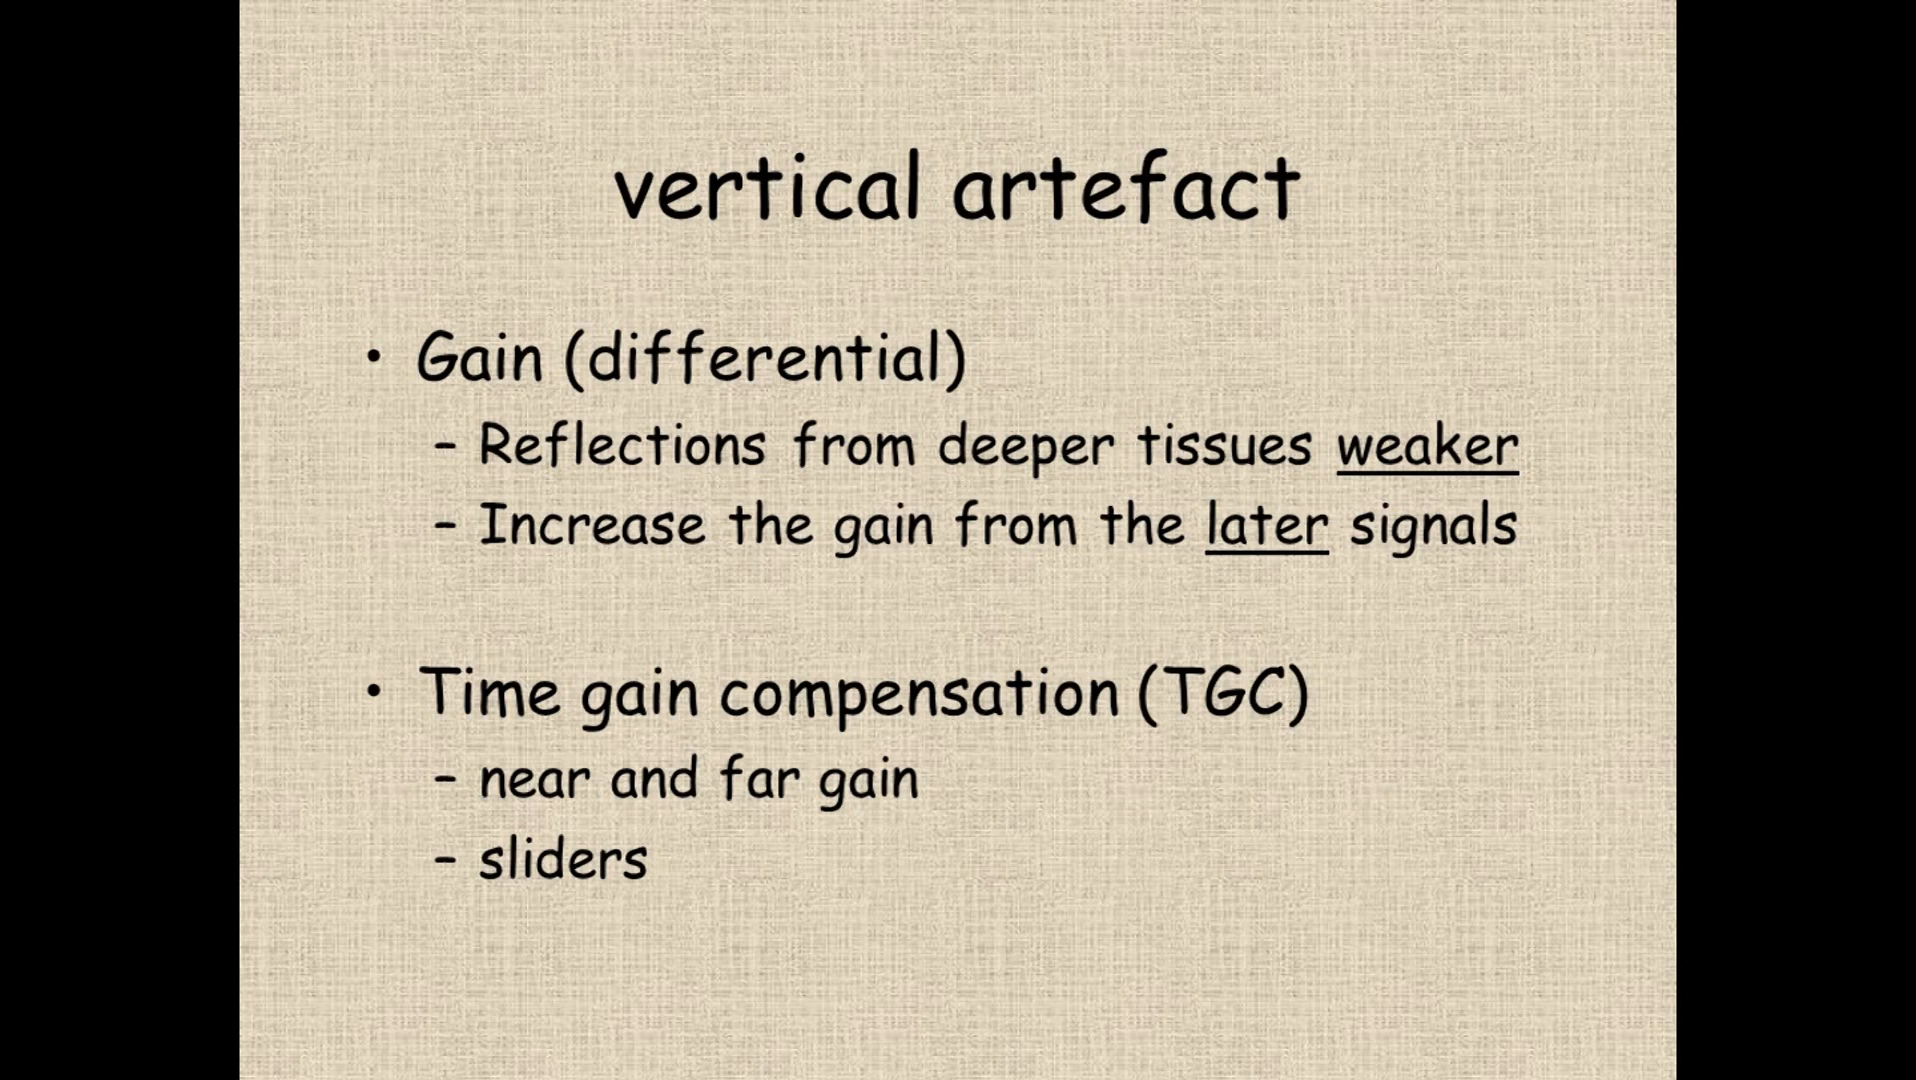 vertical artefact
• Gain (differential)
– Reflections from deeper tissues weaker
– Increase the gain from the later signals
• Time gain compensation (TGC)
– near and far gain
– sliders